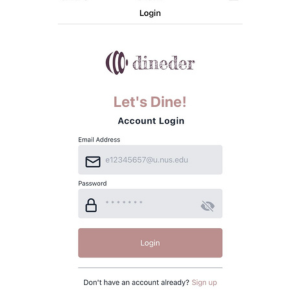 Login
dineder
Let's Dine!
Account Login
Email Address
e12345657@u.nus.edu
Password
*******
Login
Don't have an account already? Sign up